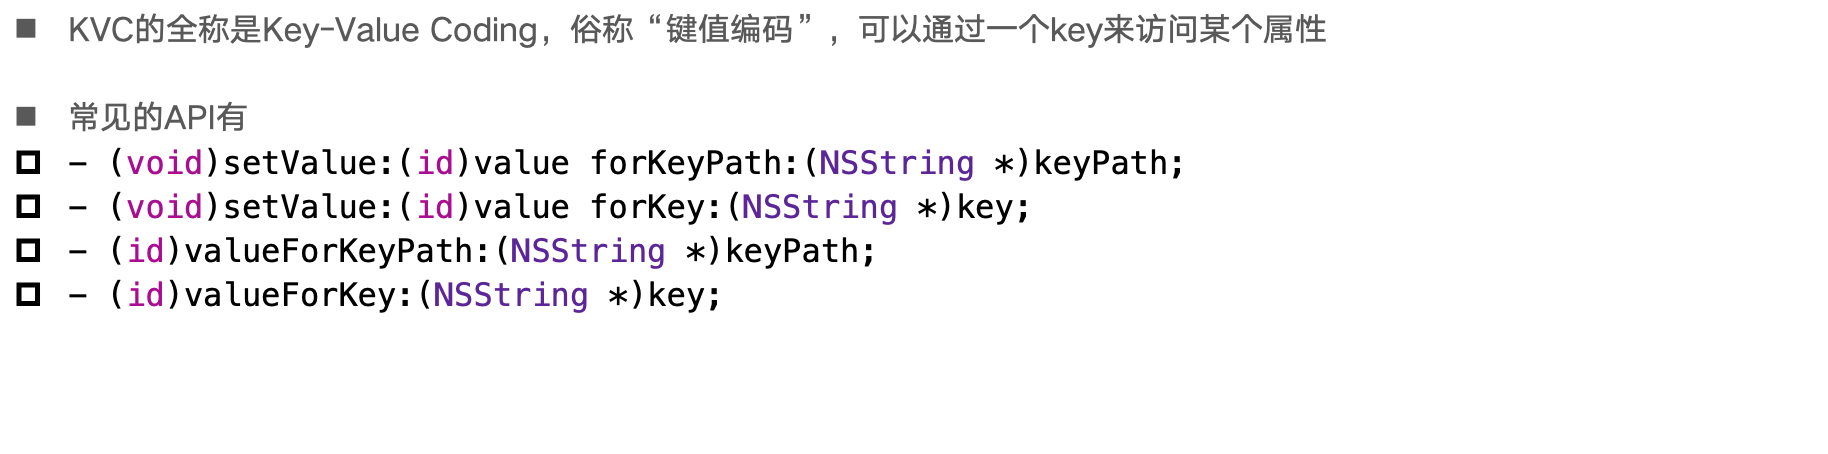 KVC的全称是Key-Value Coding，俗称“键值编码”，可以通过一个key来访问某个属性
常见的API有
- (void)setValue:(id)value forKeyPath:(NSString *)keyPath;
- (void)setValue:(id)value forKey:(NSString *)key;
- (id)valueForKeyPath:(NSString *)keyPath;
- (id)valueForKey:(NSString *)key;